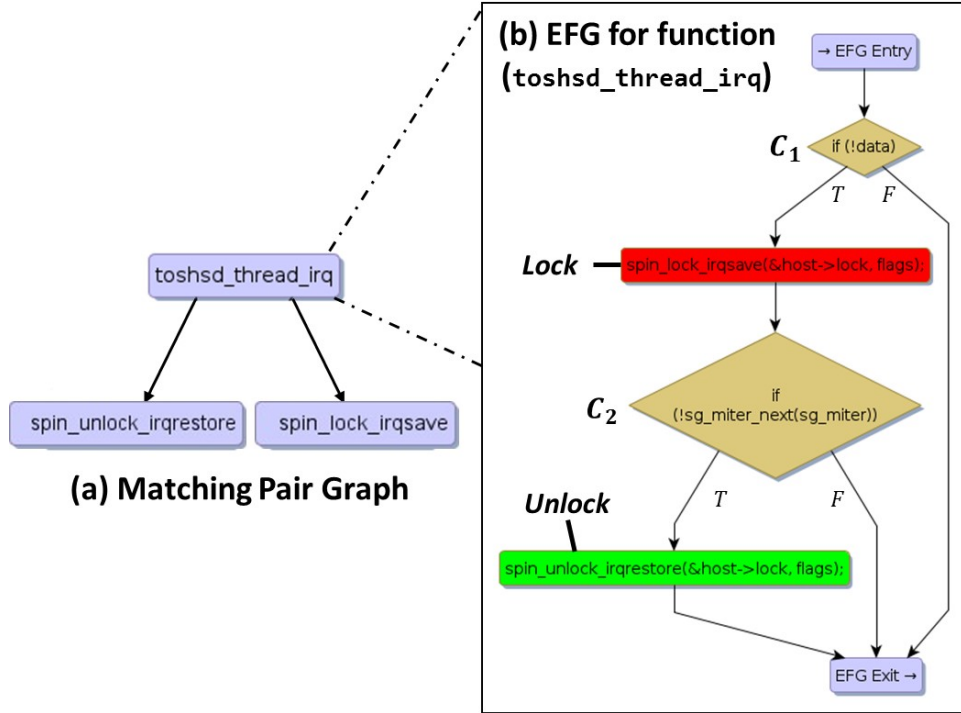 toshsd_thread_irq
spin_unlock_irqrestore
spin_lock_irqsave
(a) Matching Pair Graph
(b) EFG for function
(toshsd_thread_irq)
→ EFG Entry
C₁
if (!data)
T
F
Lock
spin_lock_irqsave(&host->lock, flags);
C₂
if
(!sg_miter_next(sg_miter))
T
F
Unlock
spin_unlock_irqrestore(&host->lock, flags);
EFG Exit →